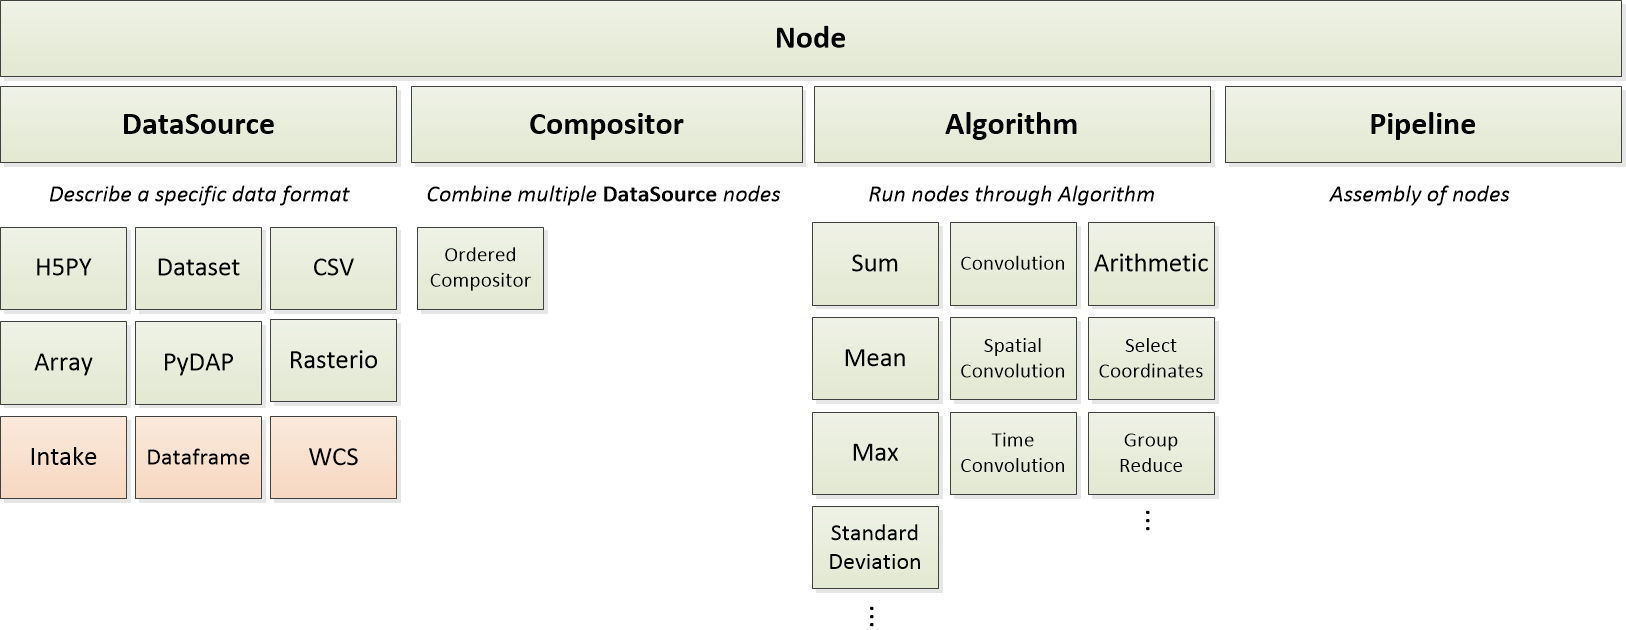 Node
DataSource
Compositor
Algorithm
Pipeline
Describe a specific data format
Combine multiple DataSource nodes
Run nodes through Algorithm
Assembly of nodes
H5PY
Dataset
CSV
Array
PyDAP
Rasterio
Intake
Dataframe
WCS
Ordered
Compositor
Sum
Convolution
Arithmetic
Mean
Spatial
Convolution
Select
Coordinates
Max
Time
Convolution
Group
Reduce
⋮
Standard
Deviation
⋮